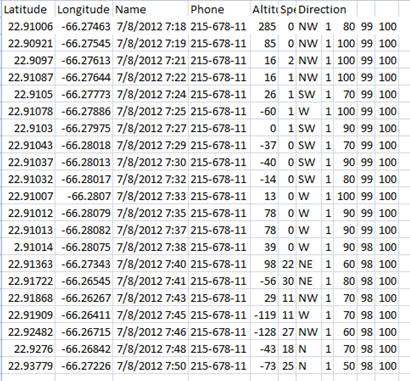 Latitude Longitude Name Phone Altitu Spe Direction
22.91006 -66.27463 7/8/2012 7:18 215-678-11 285 0 NW 1 80 99 100
22.90921 -66.27545 7/8/2012 7:19 215-678-11 85 0 NW 1 100 99 100
22.9097 -66.27613 7/8/2012 7:21 215-678-11 16 2 NW 1 100 99 100
22.91087 -66.27644 7/8/2012 7:22 215-678-11 16 1 NW 1 100 99 100
22.9105 -66.27773 7/8/2012 7:24 215-678-11 26 1 SW 1 70 99 100
22.91078 -66.27886 7/8/2012 7:25 215-678-11 -60 1 W 1 100 99 100
22.9103 -66.27975 7/8/2012 7:27 215-678-11 0 1 SW 1 90 99 100
22.91043 -66.28018 7/8/2012 7:29 215-678-11 -37 0 SW 1 70 99 100
22.91037 -66.28013 7/8/2012 7:30 215-678-11 -40 0 SW 1 90 99 100
22.91032 -66.28017 7/8/2012 7:32 215-678-11 -14 0 SW 1 80 99 100
22.91007 -66.2807 7/8/2012 7:33 215-678-11 13 0 W 1 100 99 100
22.91012 -66.28079 7/8/2012 7:35 215-678-11 78 0 W 1 90 99 100
22.91013 -66.28082 7/8/2012 7:37 215-678-11 78 0 W 1 90 99 100
2.91014 -66.28075 7/8/2012 7:38 215-678-11 39 0 W 1 90 98 100
22.91363 -66.27343 7/8/2012 7:40 215-678-11 98 22 NE 1 60 98 100
22.91722 -66.26545 7/8/2012 7:41 215-678-11 -56 30 NE 1 80 98 100
22.91868 -66.26267 7/8/2012 7:43 215-678-11 29 11 NW 1 70 98 100
22.91909 -66.26411 7/8/2012 7:45 215-678-11 -119 11 W 1 70 98 100
22.92482 -66.26715 7/8/2012 7:46 215-678-11 -128 27 NW 1 60 98 100
22.9276 -66.26842 7/8/2012 7:48 215-678-11 -43 18 N 1 70 98 100
22.93779 -66.27226 7/8/2012 7:50 215-678-11 -73 25 N 1 50 98 100